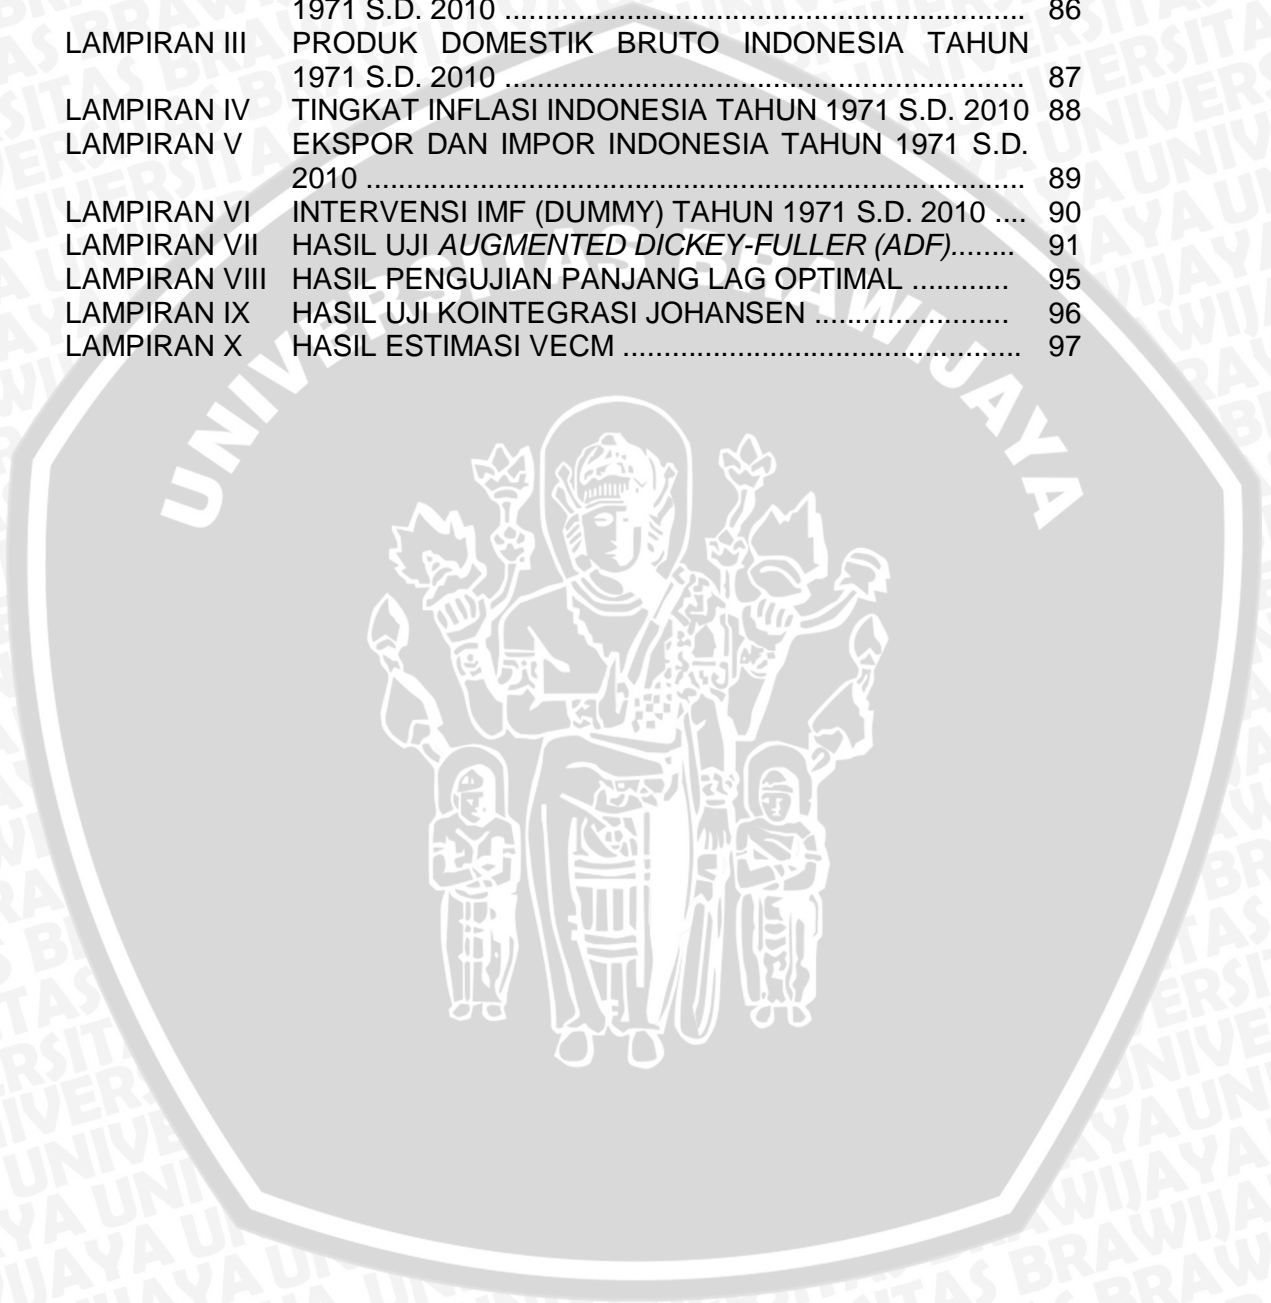 1971 S.D. 2010 ................................................................ 86
LAMPIRAN III PRODUK DOMESTIK BRUTO INDONESIA TAHUN
1971 S.D. 2010 ................................................................ 87
LAMPIRAN IV TINGKAT INFLASI INDONESIA TAHUN 1971 S.D. 2010 88
LAMPIRAN V EKSPOR DAN IMPOR INDONESIA TAHUN 1971 S.D.
2010 ................................................................................ 89
LAMPIRAN VI INTERVENSI IMF (DUMMY) TAHUN 1971 S.D. 2010 .... 90
LAMPIRAN VII HASIL UJI AUGMENTED DICKEY-FULLER (ADF)........ 91
LAMPIRAN VIII HASIL PENGUJIAN PANJANG LAG OPTIMAL ............ 95
LAMPIRAN IX HASIL UJI KOINTEGRASI JOHANSEN ........................ 96
LAMPIRAN X HASIL ESTIMASI VECM ................................................ 97
UNIVERSITAS BRAWIJAYA